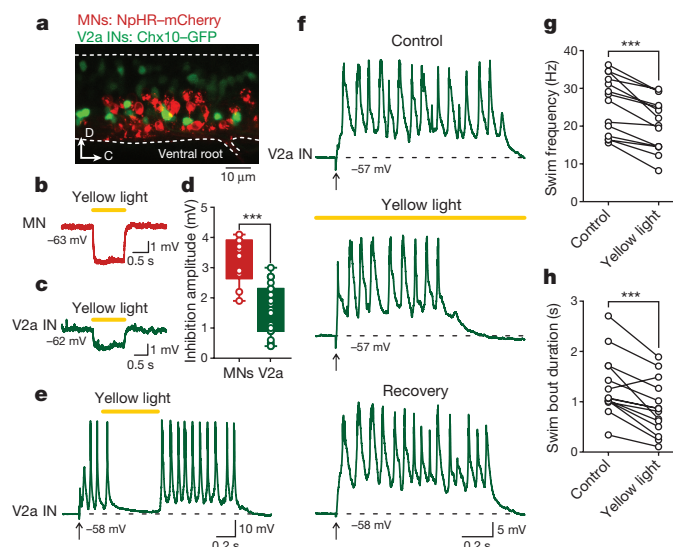 a
MNs: NpHR–mCherry
V2a INs: Chx10–GFP
D
C
Ventral root
10 μm
b
Yellow light
MN
−63 mV
1 mV
0.5 s
c
Yellow light
V2a IN
−62 mV
1 mV
0.5 s
d
Inhibition amplitude (mV)
5
4
3
2
1
0
***
MNs V2a
e
Yellow light
V2a IN
−58 mV
10 mV
0.2 s
f
Control
V2a IN
−57 mV
Yellow light
−57 mV
Recovery
−58 mV
5 mV
0.2 s
g
Swim frequency (Hz)
40
30
20
10
0
***
Control
Yellow light
h
Swim bout duration (s)
3
2
1
0
***
Control
Yellow light